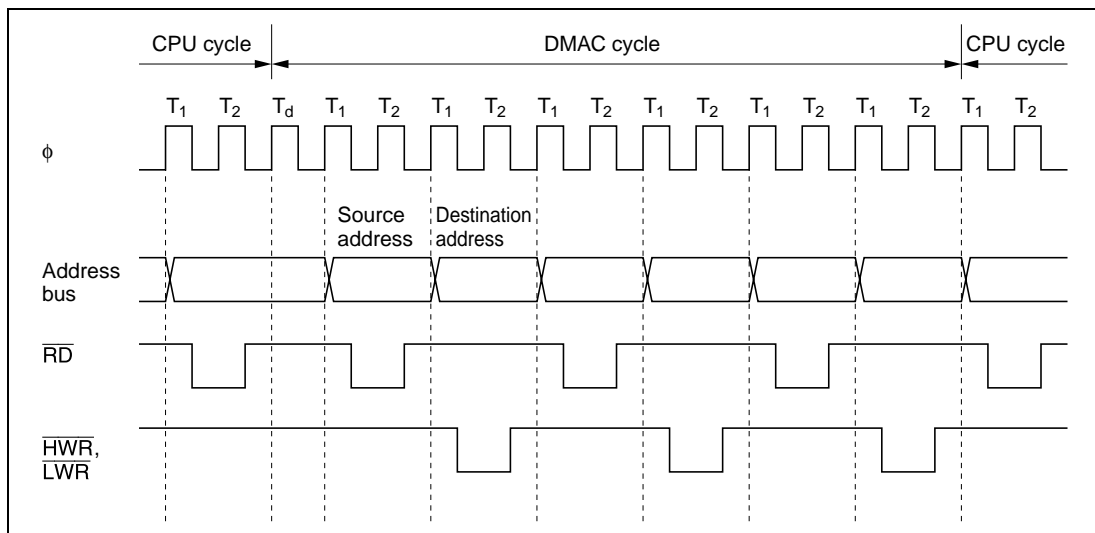 CPU cycle DMAC cycle CPU cycle
T1 T2 Td T1 T2 T1 T2 T1 T2 T1 T2 T1 T2 T1 T2 T1 T2
ϕ
Source address
Destination address
Address bus
RD
HWR,
LWR